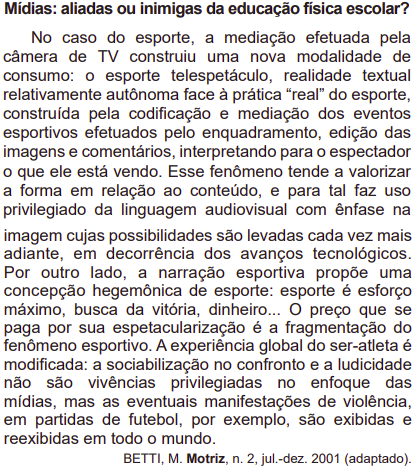 Mídias: aliadas ou inimigas da educação física escolar?
No caso do esporte, a mediação efetuada pela
câmera de TV construiu uma nova modalidade de
consumo: o esporte telespetáculo, realidade textual
relativamente autônoma face à prática “real” do esporte,
construída pela codificação e mediação dos eventos
esportivos efetuados pelo enquadramento, edição das
imagens e comentários, interpretando para o espectador
o que ele está vendo. Esse fenômeno tende a valorizar
a forma em relação ao conteúdo, e para tal faz uso
privilegiado da linguagem audiovisual com ênfase na
imagem cujas possibilidades são levadas cada vez mais
adiante, em decorrência dos avanços tecnológicos.
Por outro lado, a narração esportiva propõe uma
concepção hegemônica de esporte: esporte é esforço
máximo, busca da vitória, dinheiro... O preço que se
paga por sua espetacularização é a fragmentação do
fenômeno esportivo. A experiência global do ser-atleta é
modificada: a sociabilização no confronto e a ludicidade
não são vivências privilegiadas no enfoque das
mídias, mas as eventuais manifestações de violência,
em partidas de futebol, por exemplo, são exibidas e
reexibidas em todo o mundo.
BETTI, M. Motriz, n. 2, jul.-dez. 2001 (adaptado).